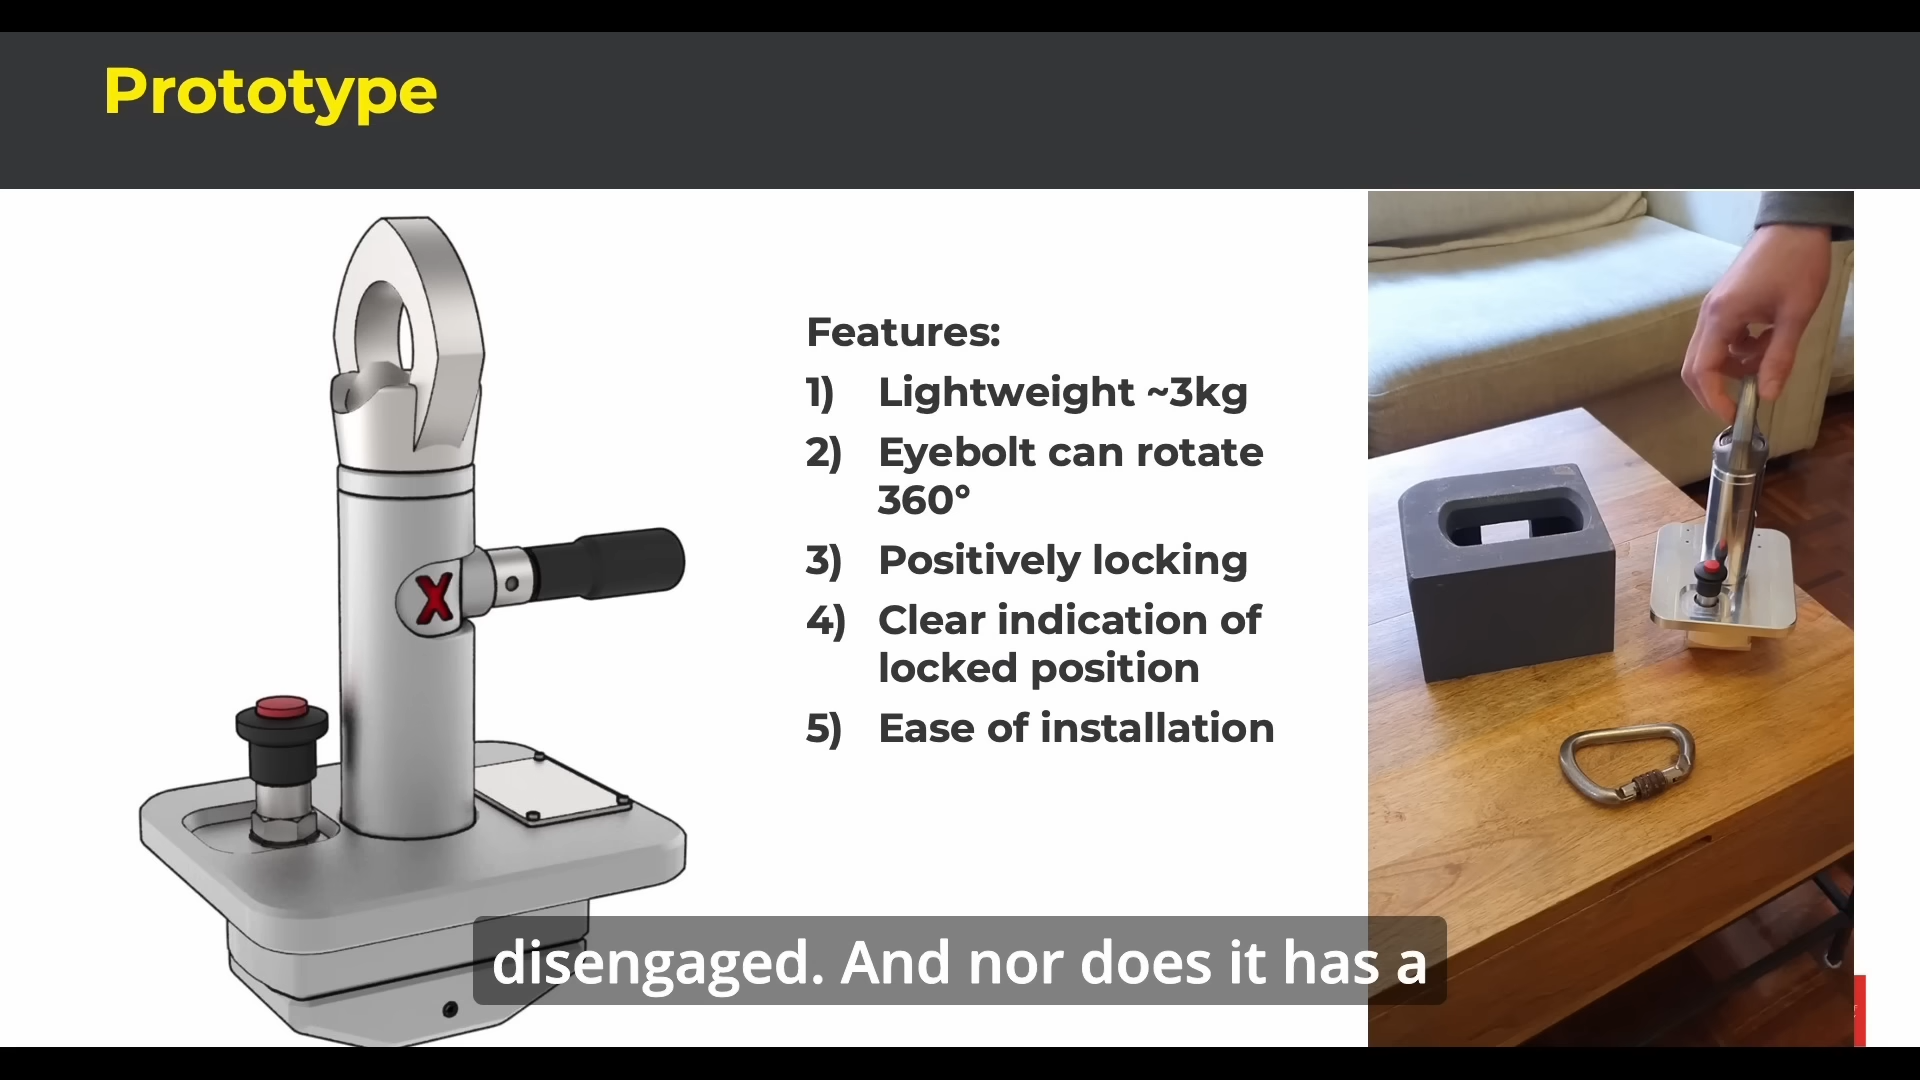 Prototype
Features:
1) Lightweight ~3kg
2) Eyebolt can rotate
360°
3) Positively locking
4) Clear indication of
locked position
5) Ease of installation
X
disengaged. And nor does it has a